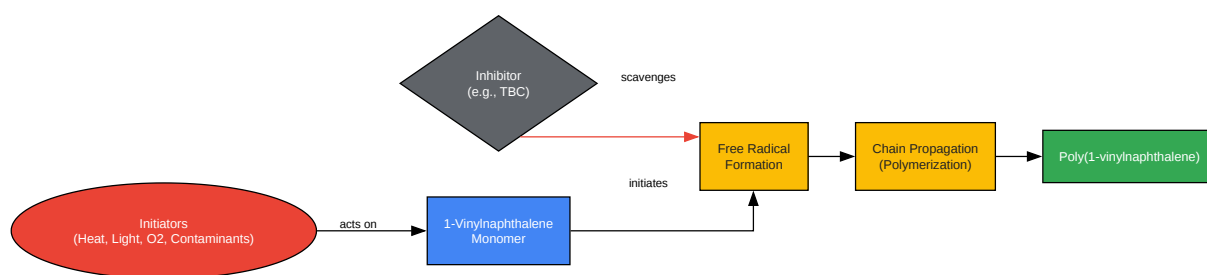 Inhibitor
(e.g., TBC)
scavenges
Free Radical
Formation
Chain Propagation
(Polymerization)
Poly(1-vinylnaphthalene)
initiates
Initiators
(Heat, Light, O2, Contaminants)
acts on
1-Vinylnaphthalene
Monomer